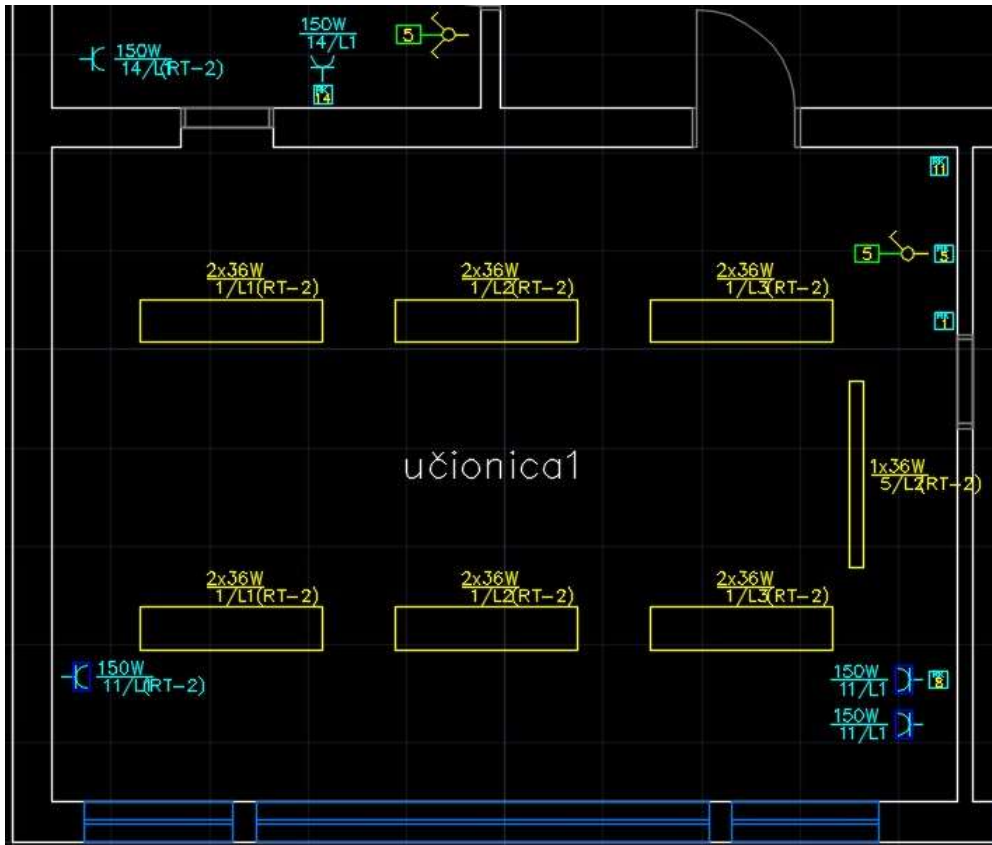 150W
14/L1
5
150W
14/L1(RT-2)
RK
14
RK
11
5
RK
5
2x36W
1/L1(RT-2)
2x36W
1/L2(RT-2)
2x36W
1/L3(RT-2)
RK
1
učionica1
1x36W
5/L2(RT-2)
2x36W
1/L1(RT-2)
2x36W
1/L2(RT-2)
2x36W
1/L3(RT-2)
150W
11/L1(RT-2)
150W
11/L1
RK
8
150W
11/L1